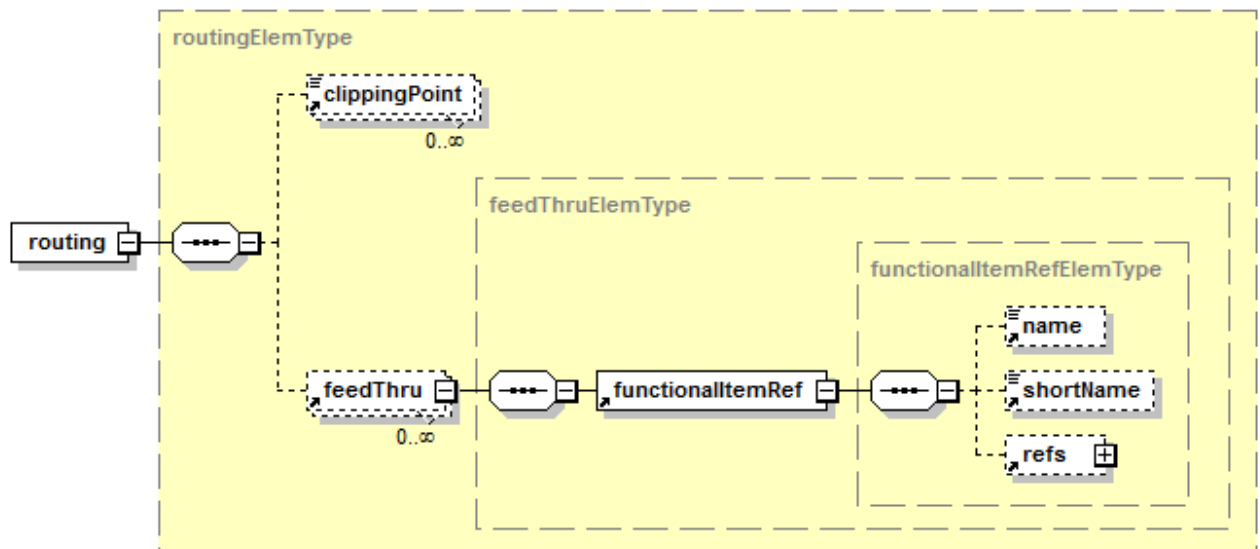 routingElemType
clippingPoint
0..∞
feedThruElemType
routing
functionalItemRefElemType
name
feedThru
functionalItemRef
shortName
0..∞
refs